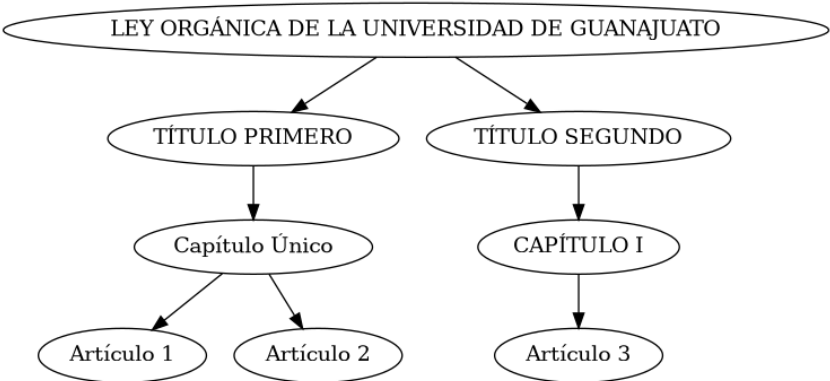 LEY ORGÁNICA DE LA UNIVERSIDAD DE GUANAJUATO
TÍTULO PRIMERO
TÍTULO SEGUNDO
Capítulo Único
CAPÍTULO I
Artículo 1
Artículo 2
Artículo 3